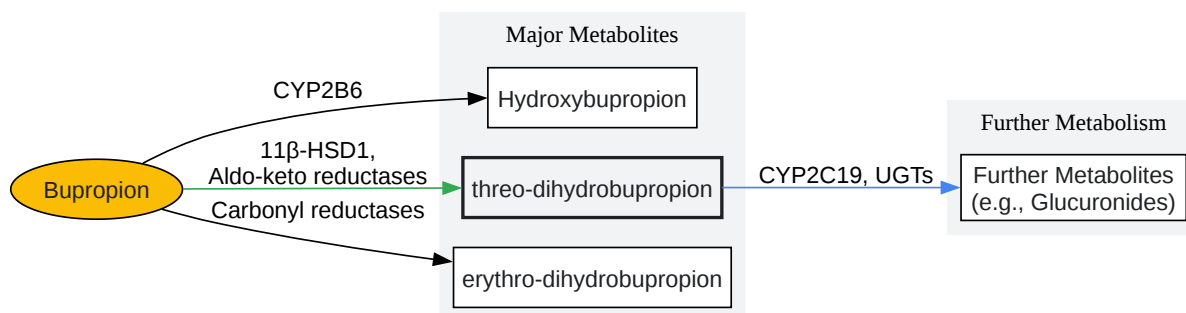 Major Metabolites
CYP2B6
Hydroxybupropion
Further Metabolism
11β-HSD1,
Aldo-keto reductases
Bupropion
threo-dihydrobupropion
CYP2C19, UGTs
Further Metabolites
(e.g., Glucuronides)
Carbonyl reductases
erythro-dihydrobupropion